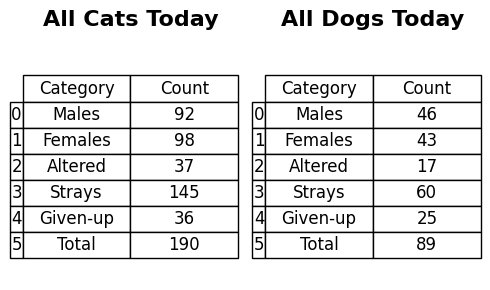 All Cats Today
Category Count
0 Males 92
1 Females 98
2 Altered 37
3 Strays 145
4 Given-up 36
5 Total 190
All Dogs Today
Category Count
0 Males 46
1 Females 43
2 Altered 17
3 Strays 60
4 Given-up 25
5 Total 89